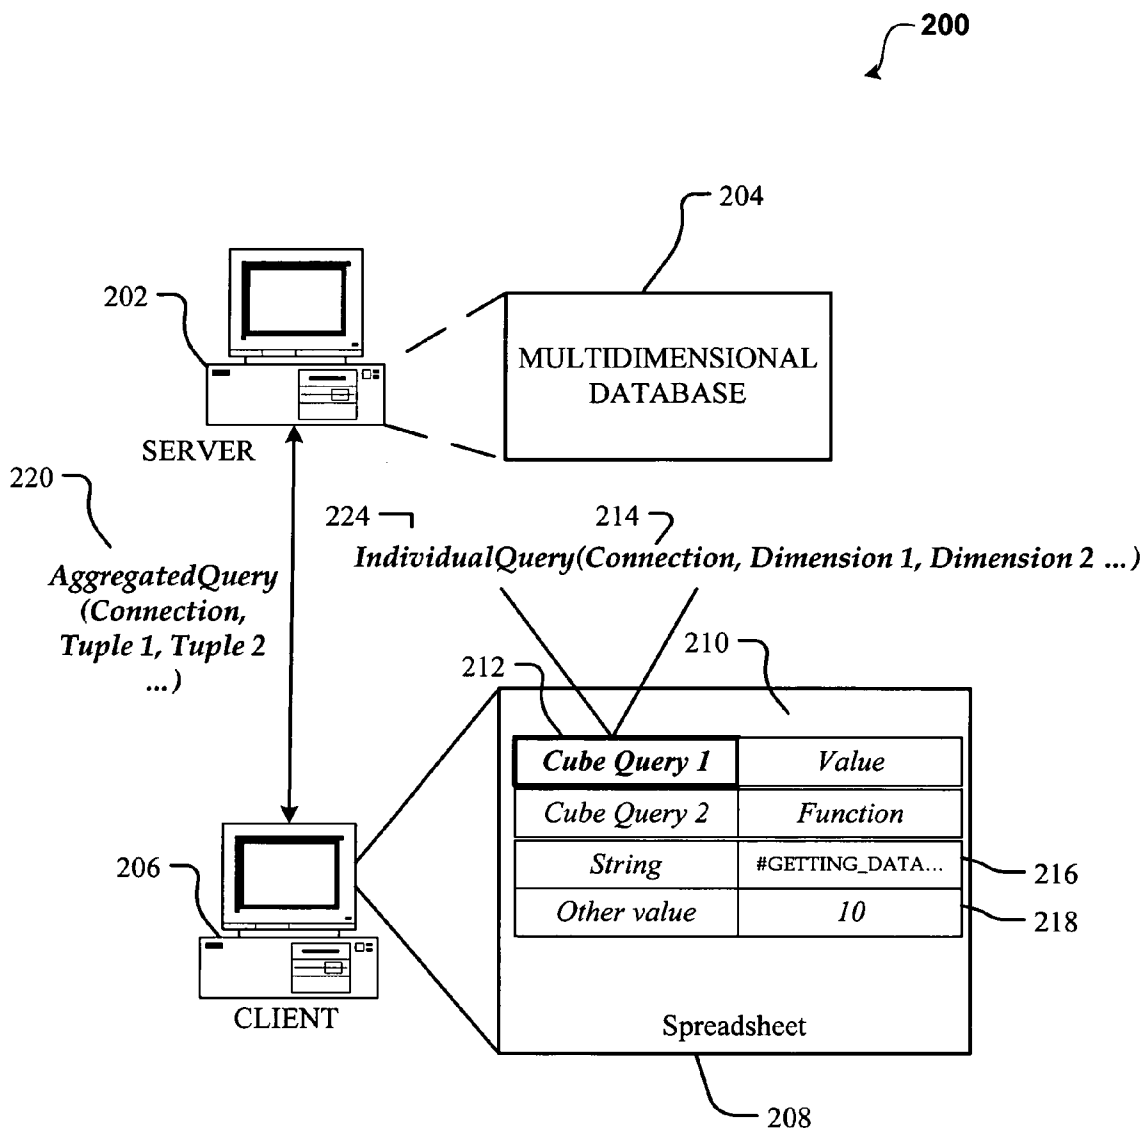 200
204
202
MULTIDIMENSIONAL
DATABASE
SERVER
220
224
214
IndividualQuery(Connection, Dimension 1, Dimension 2 ...)
AggregatedQuery
(Connection,
Tuple 1, Tuple 2
...)
210
212
Cube Query 1 Value
Cube Query 2 Function
String #GETTING_DATA...
216
Other value 10
218
206
CLIENT
Spreadsheet
208